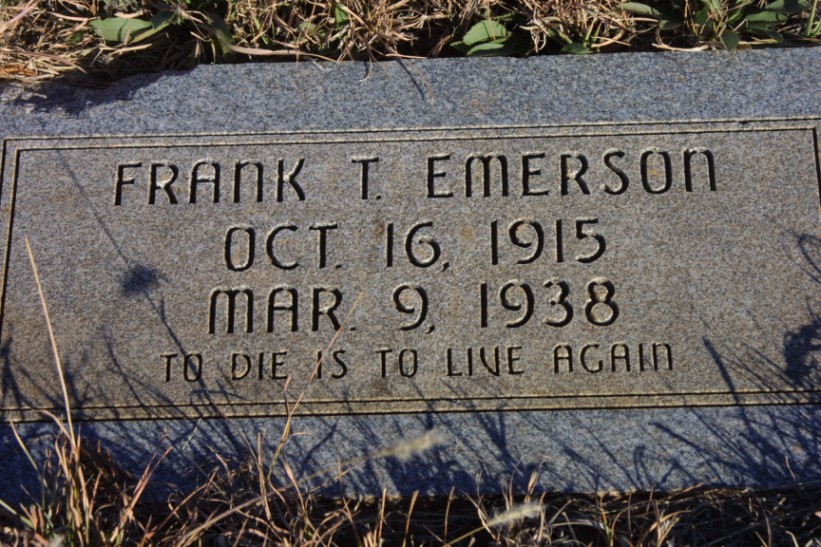 FRANK T. EMERSON
OCT. 16, 1915
MAR. 9, 1938
TO DIE IS TO LIVE AGAIN